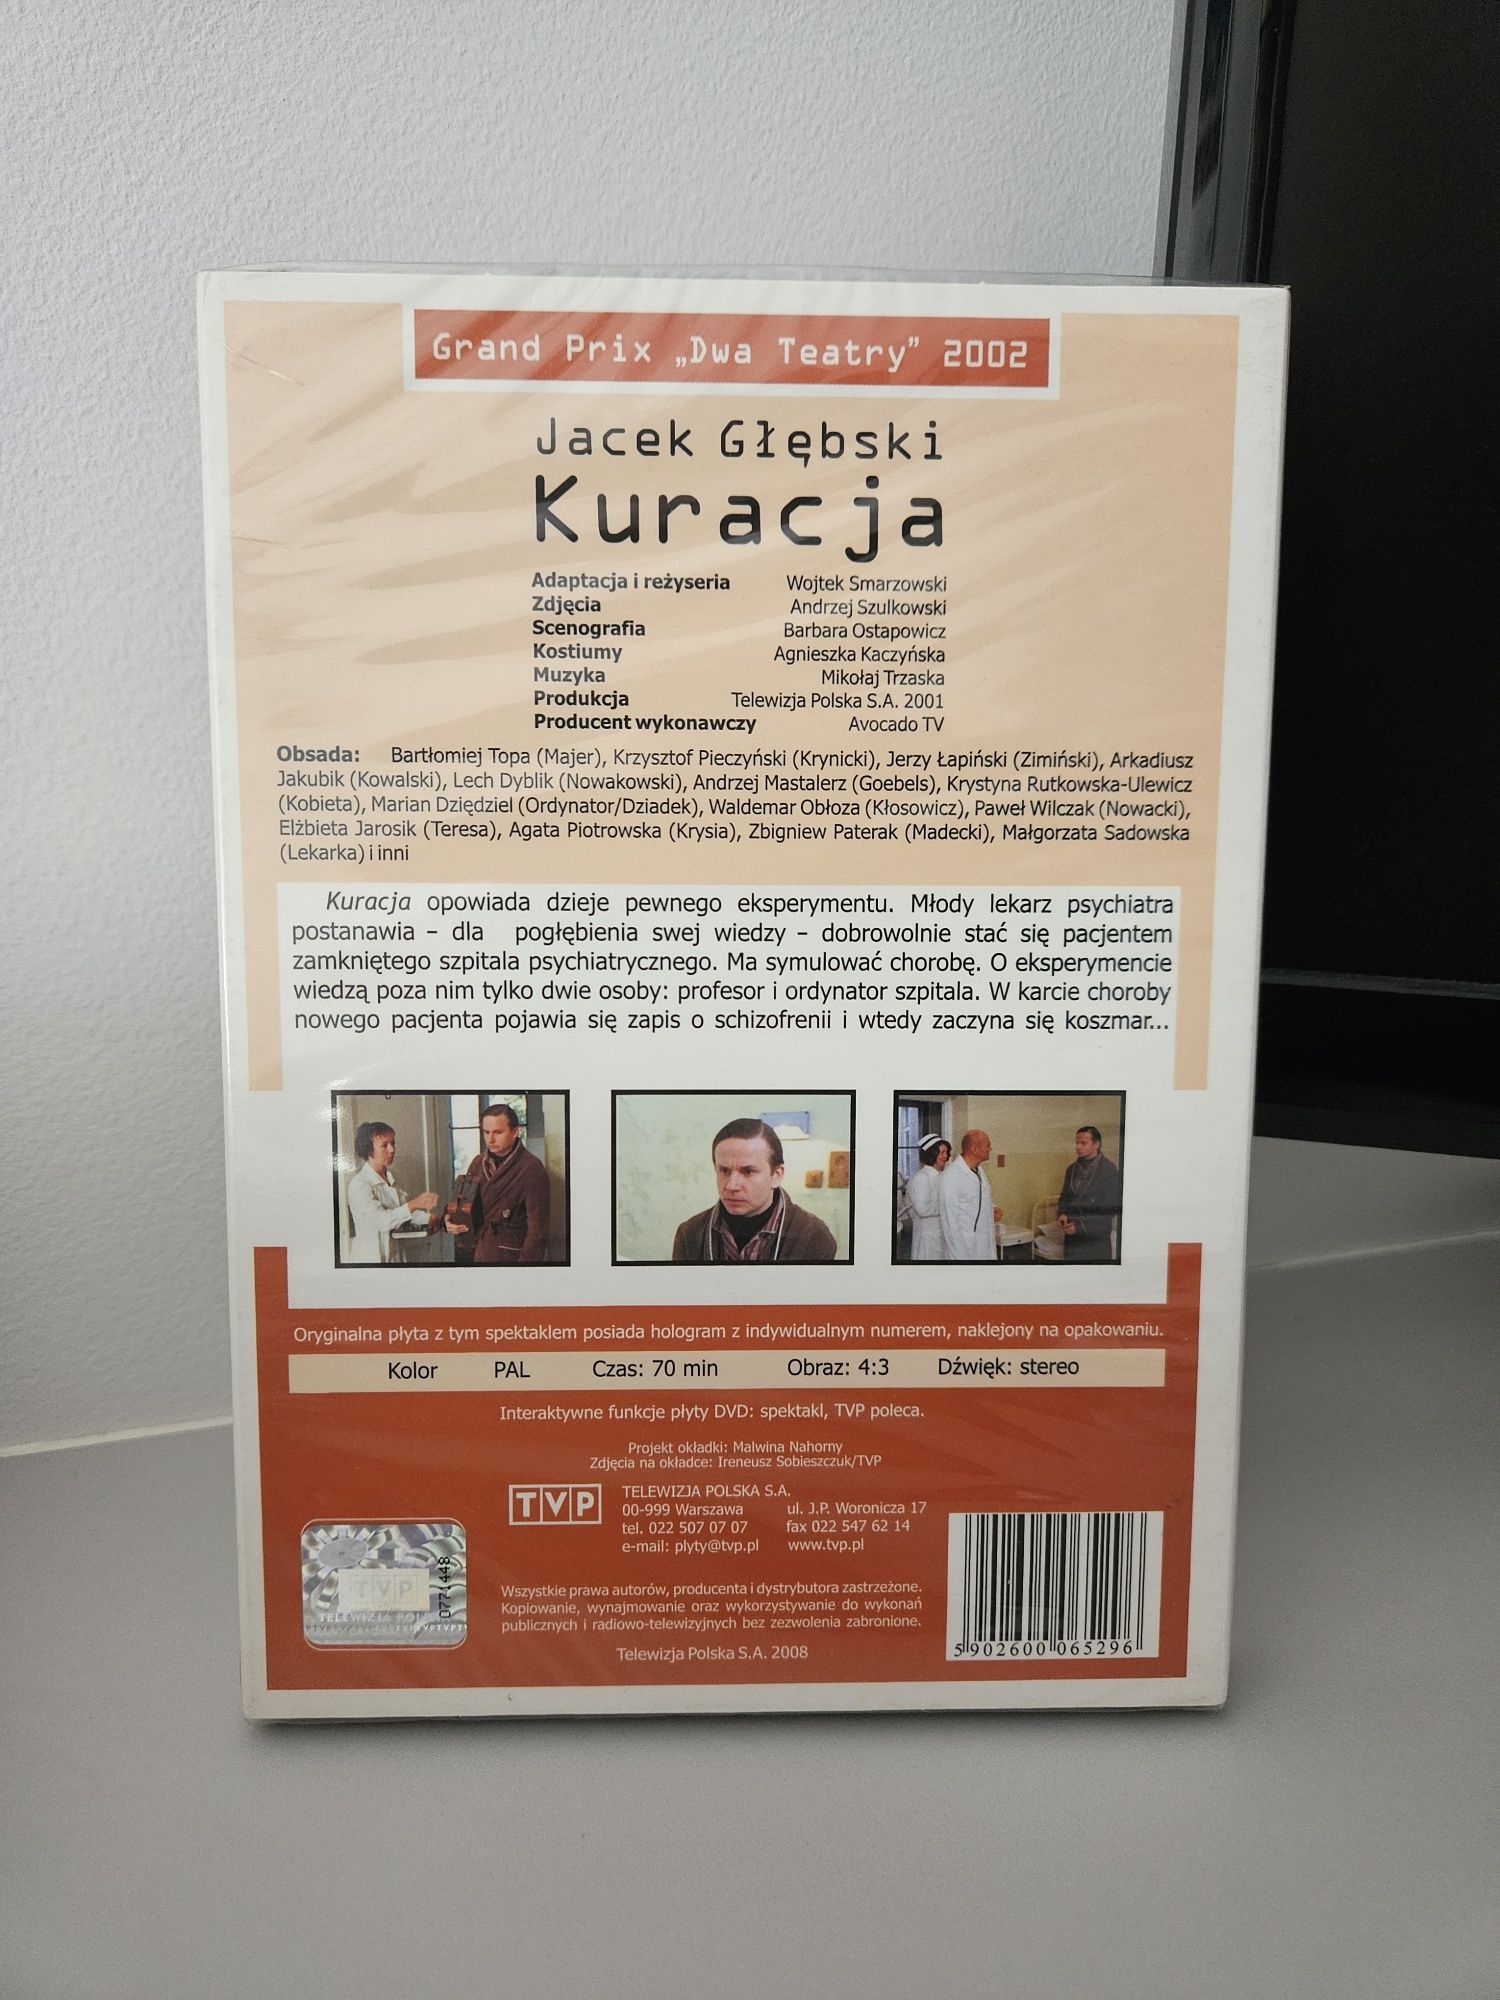 Grand Prix „Dwa Teatry” 2002
Jacek Głębski
Kuracja
Adaptacja i reżyseria Wojtek Smarzowski
Zdjęcia Andrzej Szulkowski
Scenografia Barbara Ostapowicz
Kostiumy Agnieszka Kaczyńska
Muzyka Mikołaj Trzaska
Produkcja Telewizja Polska S.A. 2001
Producent wykonawczy Avocado TV
Obsada: Bartłomiej Topa (Majer), Krzysztof Pieczyński (Krynicki), Jerzy Łapiński (Zimiński), Arkadiusz
Jakubik (Kowalski), Lech Dyblik (Nowakowski), Andrzej Mastalerz (Goebels), Krystyna Rutkowska-Ulewicz
(Kobieta), Marian Dziędziel (Ordynator/Dziadek), Waldemar Obłoza (Kłosowicz), Paweł Wilczak (Nowacki),
Elżbieta Jarosik (Teresa), Agata Piotrowska (Krysia), Zbigniew Paterak (Madecki), Małgorzata Sadowska
(Lekarka) i inni
Kuracja opowiada dzieje pewnego eksperymentu. Młody lekarz psychiatra
postanawia – dla pogłębienia swej wiedzy – dobrowolnie stać się pacjentem
zamkniętego szpitala psychiatrycznego. Ma symulować chorobę. O eksperymencie
wiedzą poza nim tylko dwie osoby: profesor i ordynator szpitala. W karcie choroby
nowego pacjenta pojawia się zapis o schizofrenii i wtedy zaczyna się koszmar...
Oryginalna płyta z tym spektaklem posiada hologram z indywidualnym numerem, naklejony na opakowaniu.
Kolor PAL Czas: 70 min Obraz: 4:3 Dźwięk: stereo
Interaktywne funkcje płyty DVD: spektakl, TVP poleca.
Projekt okładki: Malwina Nahorny
Zdjęcia na okładce: Ireneusz Sobieszczuk/TVP
TVP
TELEWIZJA POLSKA S.A.
00-999 Warszawa ul. J.P. Woronicza 17
tel. 022 507 07 07 fax 022 547 62 14
e-mail: plyty@tvp.pl www.tvp.pl
Wszystkie prawa autorów, producenta i dystrybutora zastrzeżone.
Kopiowanie, wynajmowanie oraz wykorzystywanie do wykonań
publicznych i radiowo-telewizyjnych bez zezwolenia zabronione.
Telewizja Polska S.A. 2008
TVP
0771448
5902600065296